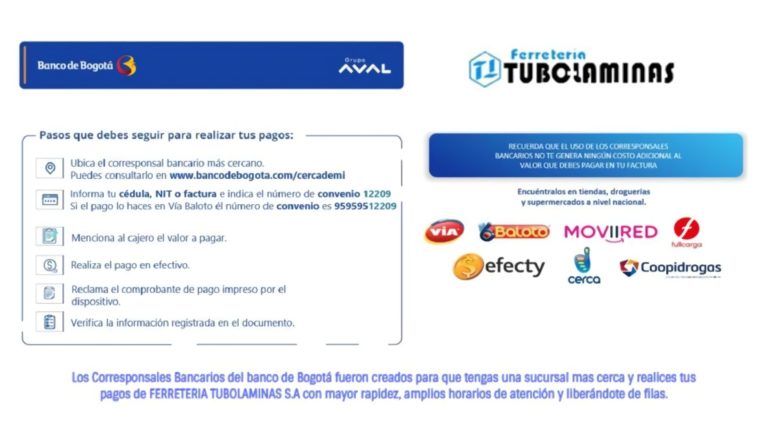 Banco de Bogotá
Grupo
AVAL
Ferreteria
TUBOLAMINAS
Pasos que debes seguir para realizar tus pagos:
Ubica el corresponsal bancario más cercano.
Puedes consultarlo en www.bancodebogota.com/cercademi
Informa tu cédula, NIT o factura e indica el número de convenio 12209
Si el pago lo haces en Vía Baloto él número de convenio es 95959512209
Menciona al cajero el valor a pagar.
Realiza el pago en efectivo.
Reclama el comprobante de pago impreso por el
dispositivo.
Verifica la información registrada en el documento.
RECUERDA QUE EL USO DE LOS CORRESPONSALES
BANCARIOS NO TE GENERA NINGÚN COSTO ADICIONAL AL
VALOR QUE DEBES PAGAR EN TU FACTURA
Encuéntralos en tiendas, droguerias
y supermercados a nivel nacional.
VIA Baloto MOVIIRED fullcarga
efecty cerca Coopidrogas
Los Corresponsales Bancarios del banco de Bogotá fueron creados para que tengas una sucursal mas cerca y realices tus
pagos de FERRETERIA TUBOLAMINAS S.A con mayor rapidez, amplios horarios de atención y liberándote de filas.